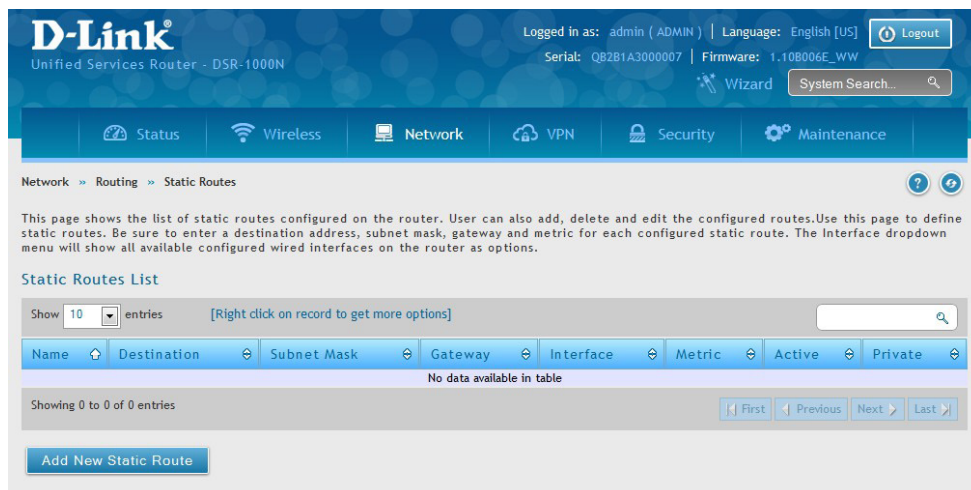 D-Link®
Unified Services Router - DSR-1000N
Logged in as: admin ( ADMIN ) | Language: English [US]
Logout
Serial: QB2B1A3000007 | Firmware: 1.10B006E_WW
Wizard
System Search...
Status
Wireless
Network
VPN
Security
Maintenance
Network » Routing » Static Routes
?
This page shows the list of static routes configured on the router. User can also add, delete and edit the configured routes.Use this page to define
static routes. Be sure to enter a destination address, subnet mask, gateway and metric for each configured static route. The Interface dropdown
menu will show all available configured wired interfaces on the router as options.
Static Routes List
Show 10 entries [Right click on record to get more options]
Name Destination Subnet Mask Gateway Interface Metric Active Private
No data available in table
Showing 0 to 0 of 0 entries
First Previous Next Last
Add New Static Route